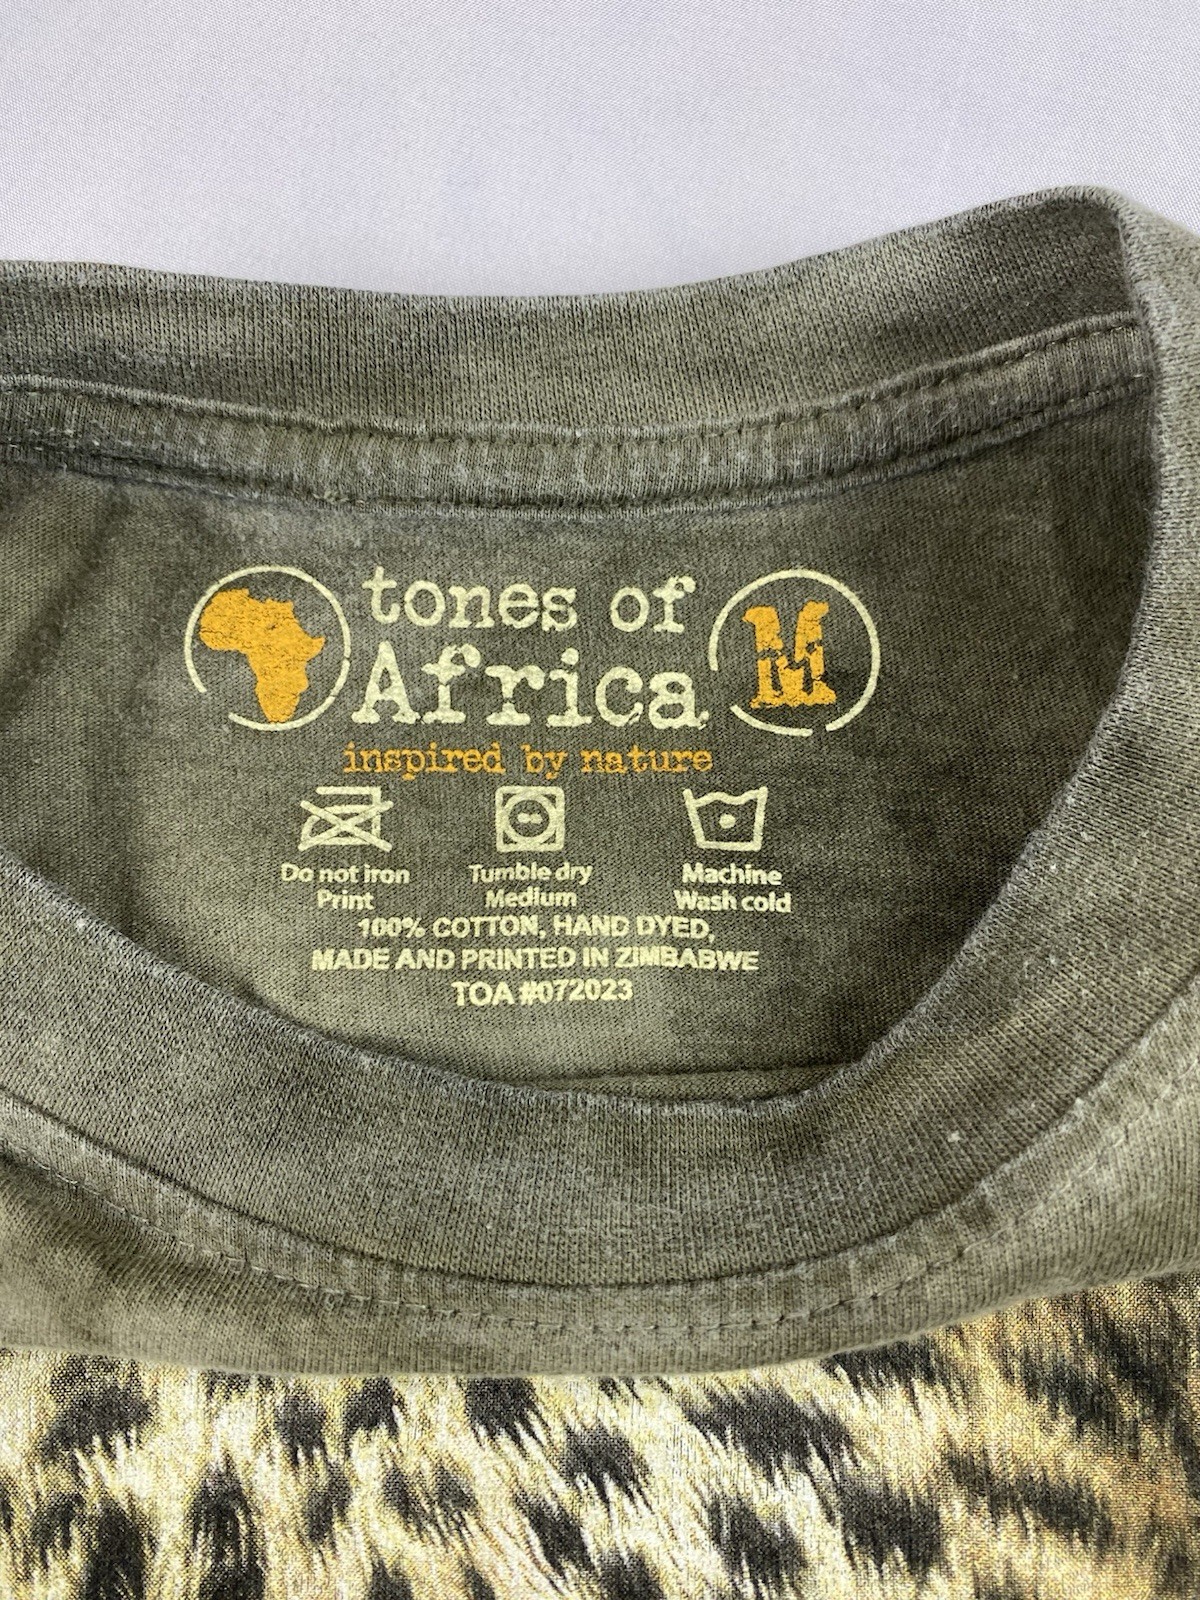 tones of
Africa
M
inspired by nature
Do not iron
Print
Tumble dry
Medium
Machine
Wash cold
100% COTTON, HAND DYED,
MADE AND PRINTED IN ZIMBABWE
TOA #072023